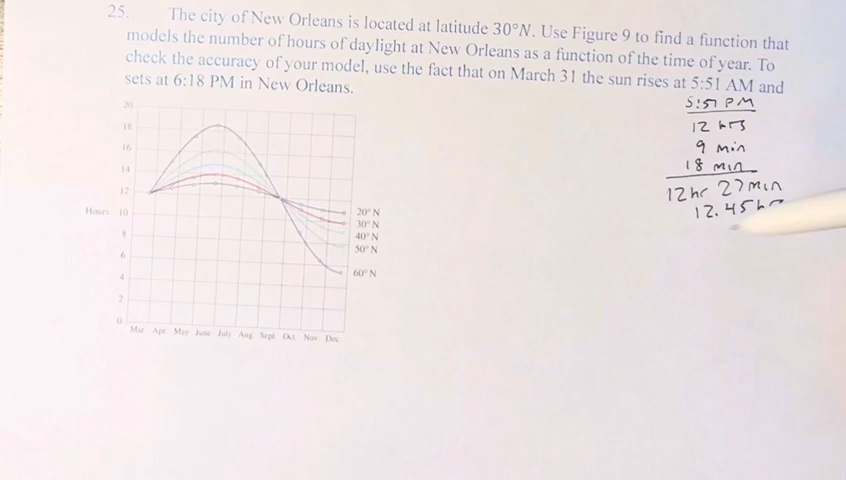 25. The city of New Orleans is located at latitude 30°N. Use Figure 9 to find a function that
models the number of hours of daylight at New Orleans as a function of the time of year. To
check the accuracy of your model, use the fact that on March 31 the sun rises at 5:51 AM and
sets at 6:18 PM in New Orleans.
5:51 PM
12 hrs
9 min
18 min
12 hr 27 min
12.45 hr
20
18
16
14
12
Hours 10
8
6
4
2
0
20° N
30° N
40° N
50° N
60° N
Mar Apr May June July Aug Sept Oct Nov Dec